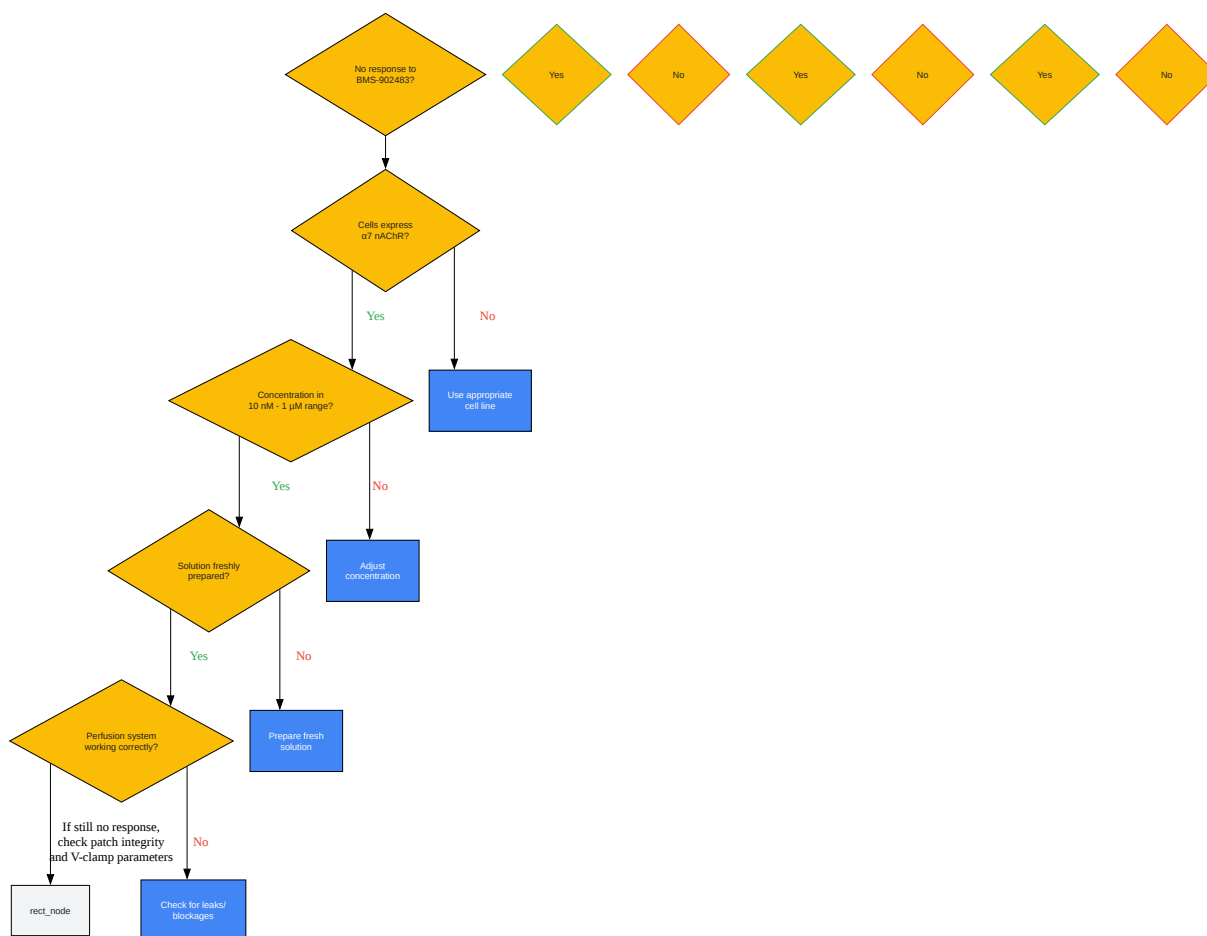 No response to
BMS-902483?
Yes
No
Yes
No
Yes
No
Cells express
α7 nAChR?
Yes
No
Concentration in
10 nM - 1 µM range?
Use appropriate
cell line
Yes
No
Solution freshly
prepared?
Adjust
concentration
Yes
No
Perfusion system
working correctly?
Prepare fresh
solution
If still no response,
check patch integrity
and V-clamp parameters
No
rect_node
Check for leaks/
blockages